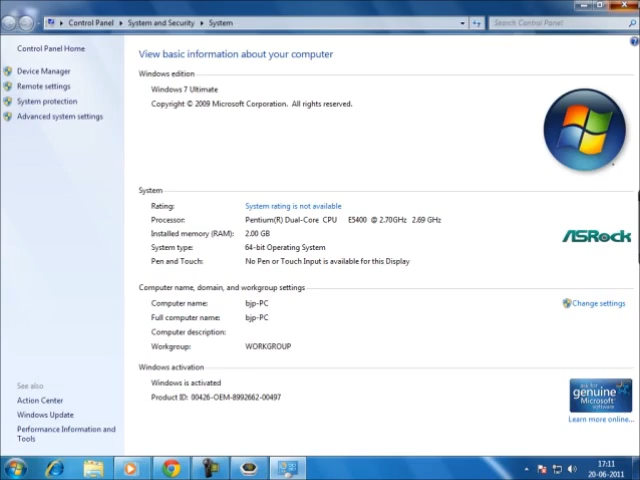 Control Panel ▸ System and Security ▸ System
Search Control Panel
Control Panel Home
Device Manager
Remote settings
System protection
Advanced system settings
See also
Action Center
Windows Update
Performance Information and
Tools
View basic information about your computer
Windows edition
Windows 7 Ultimate
Copyright © 2009 Microsoft Corporation. All rights reserved.
System
Rating: System rating is not available
Processor: Pentium(R) Dual-Core CPU E5400 @ 2.70GHz 2.69 GHz
Installed memory (RAM): 2.00 GB
System type: 64-bit Operating System
Pen and Touch: No Pen or Touch Input is available for this Display
ASRock
Computer name, domain, and workgroup settings
Computer name: bjp-PC
Change settings
Full computer name: bjp-PC
Computer description:
Workgroup: WORKGROUP
Windows activation
Windows is activated
Product ID: 00426-OEM-8992662-00497
ask for
genuine
Microsoft
software
Learn more online...
17:11
20-06-2011